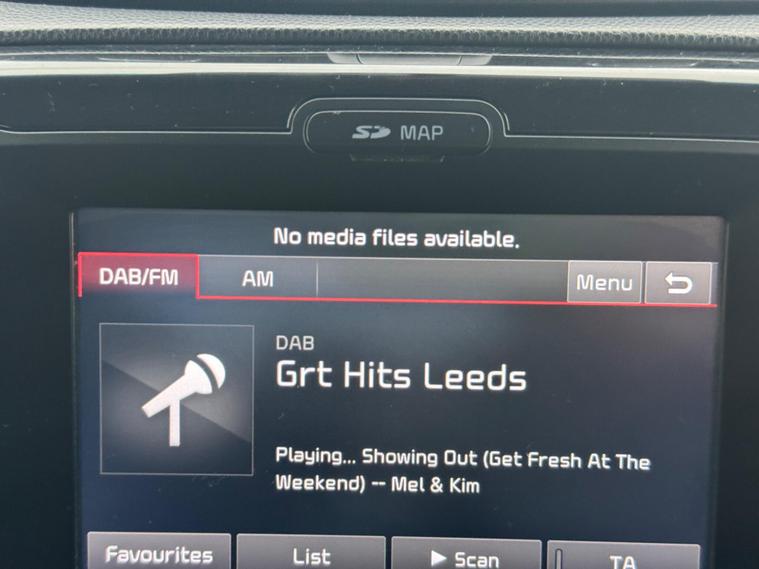 SD MAP
No media files available.
DAB/FM AM Menu
DAB
Grt Hits Leeds
Playing... Showing Out (Get Fresh At The
Weekend) -- Mel & Kim
Favourites List Scan TA